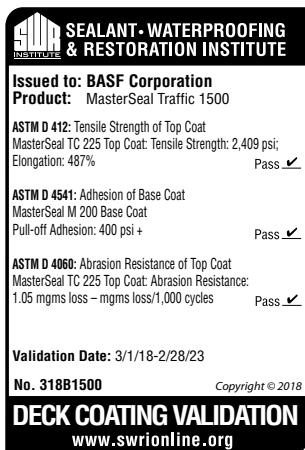 SWR
INSTITUTE
SEALANT • WATERPROOFING
& RESTORATION INSTITUTE
Issued to: BASF Corporation
Product: MasterSeal Traffic 1500
ASTM D 412: Tensile Strength of Top Coat
MasterSeal TC 225 Top Coat: Tensile Strength: 2,409 psi;
Elongation: 487%
Pass ✔
ASTM D 4541: Adhesion of Base Coat
MasterSeal M 200 Base Coat
Pull-off Adhesion: 400 psi +
Pass ✔
ASTM D 4060: Abrasion Resistance of Top Coat
MasterSeal TC 225 Top Coat: Abrasion Resistance:
1.05 mgms loss – mgms loss/1,000 cycles
Pass ✔
Validation Date: 3/1/18-2/28/23
No. 318B1500 Copyright © 2018
DECK COATING VALIDATION
www.swrionline.org